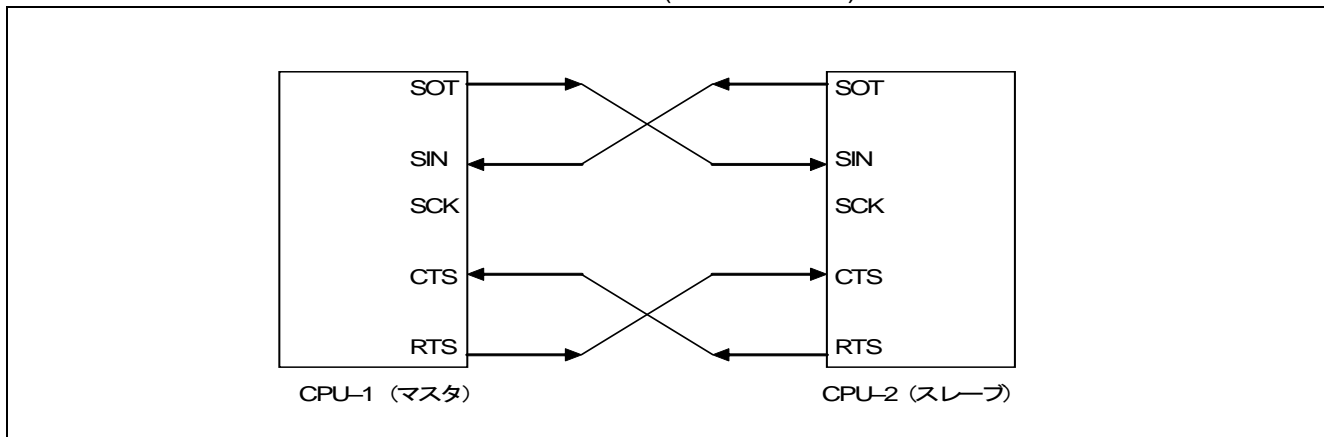 SOT SOT
SIN SIN
SCK SCK
CTS CTS
RTS RTS
CPU–1 (マスタ) CPU–2 (スレーブ)